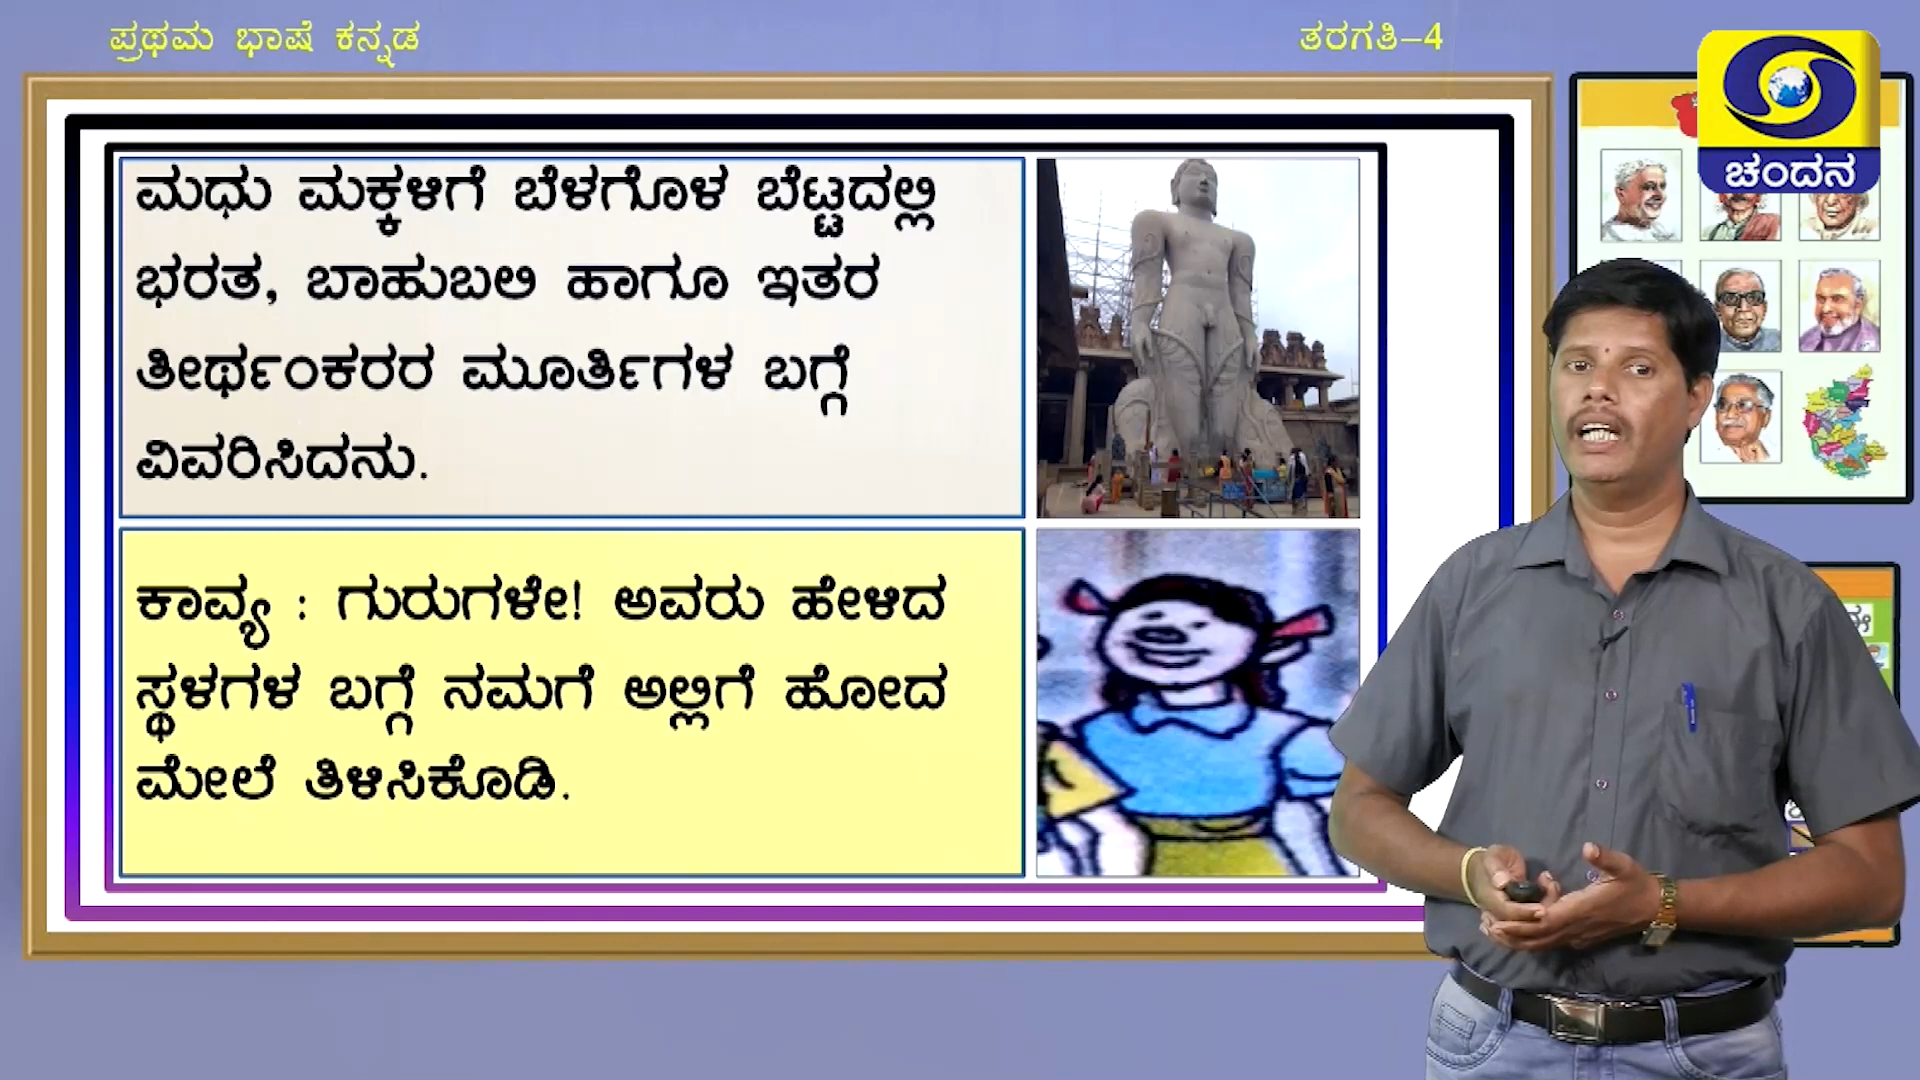 ಪ್ರಥಮ ಭಾಷೆ ಕನ್ನಡ
ತರಗತಿ–4
ಚಂದನ
ಮಧು ಮಕ್ಕಳಿಗೆ ಬೆಳಗೊಳ ಬೆಟ್ಟದಲ್ಲಿ
ಭರತ, ಬಾಹುಬಲಿ ಹಾಗೂ ಇತರ
ತೀರ್ಥಂಕರರ ಮೂರ್ತಿಗಳ ಬಗ್ಗೆ
ವಿವರಿಸಿದನು.
ಕಾವ್ಯ : ಗುರುಗಳೇ! ಅವರು ಹೇಳಿದ
ಸ್ಥಳಗಳ ಬಗ್ಗೆ ನಮಗೆ ಅಲ್ಲಿಗೆ ಹೋದ
ಮೇಲೆ ತಿಳಿಸಿಕೊಡಿ.